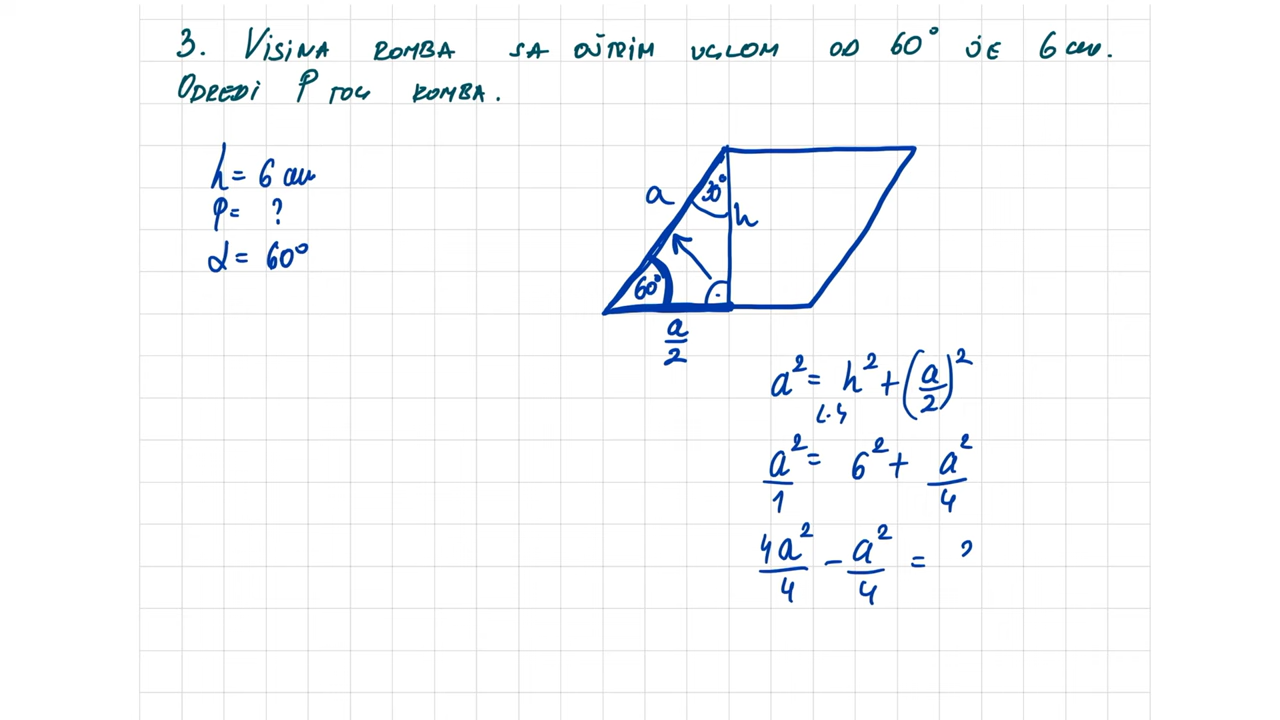 3. VISINA ROMBA SA OŠTRIM UGLOM OD 60° JE 6 cm.
ODREDI P TOG ROMBA.
h = 6 cm
P = ?
α = 60°
a
30°
h
60°
a/2
a² = h² + (a/2)²
a²/1 = 6² + a²/4
4a²/4 - a²/4 =